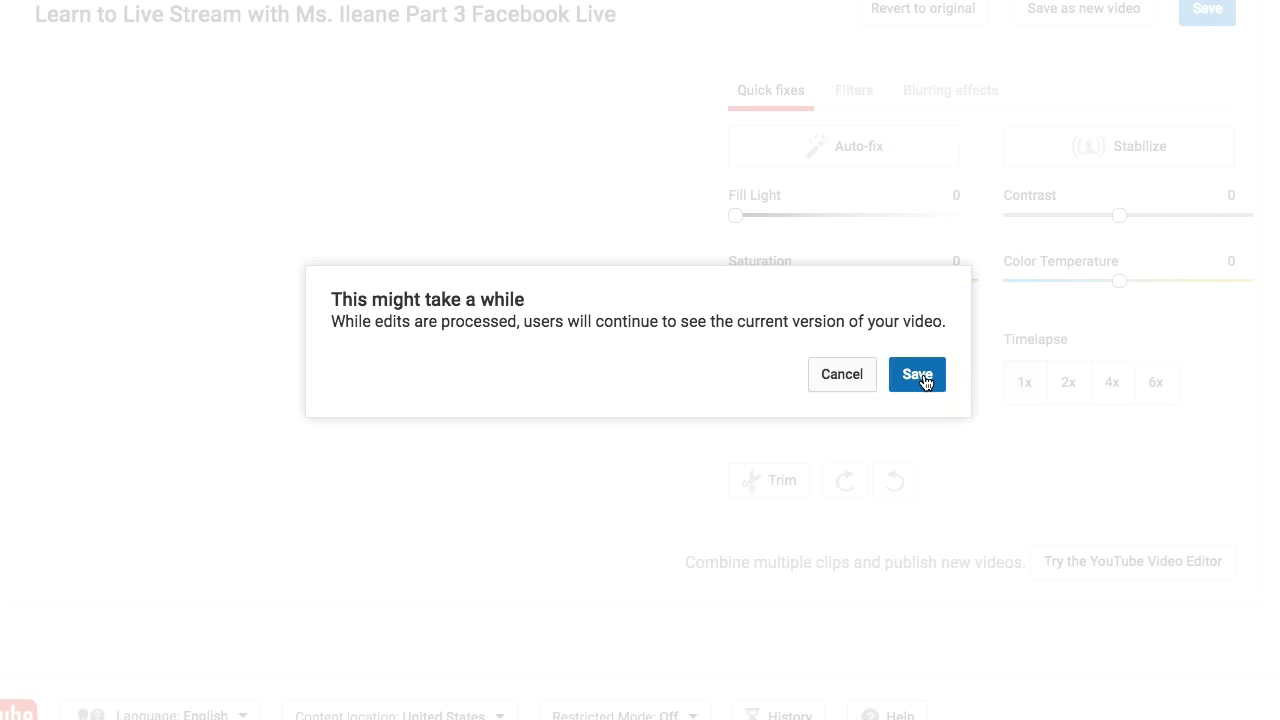 Learn to Live Stream with Ms. Ileane Part 3 Facebook Live
Revert to original
Save as new video
Save
Quick fixes
Filters
Blurring effects
Auto-fix
Stabilize
Fill Light 0
Contrast 0
Saturation 0
Color Temperature 0
This might take a while
While edits are processed, users will continue to see the current version of your video.
Cancel
Save
Timelapse
1x 2x 4x 6x
Trim
Combine multiple clips and publish new videos.
Try the YouTube Video Editor
Language: English
Content location: United States
Restricted Mode: Off
History
Help